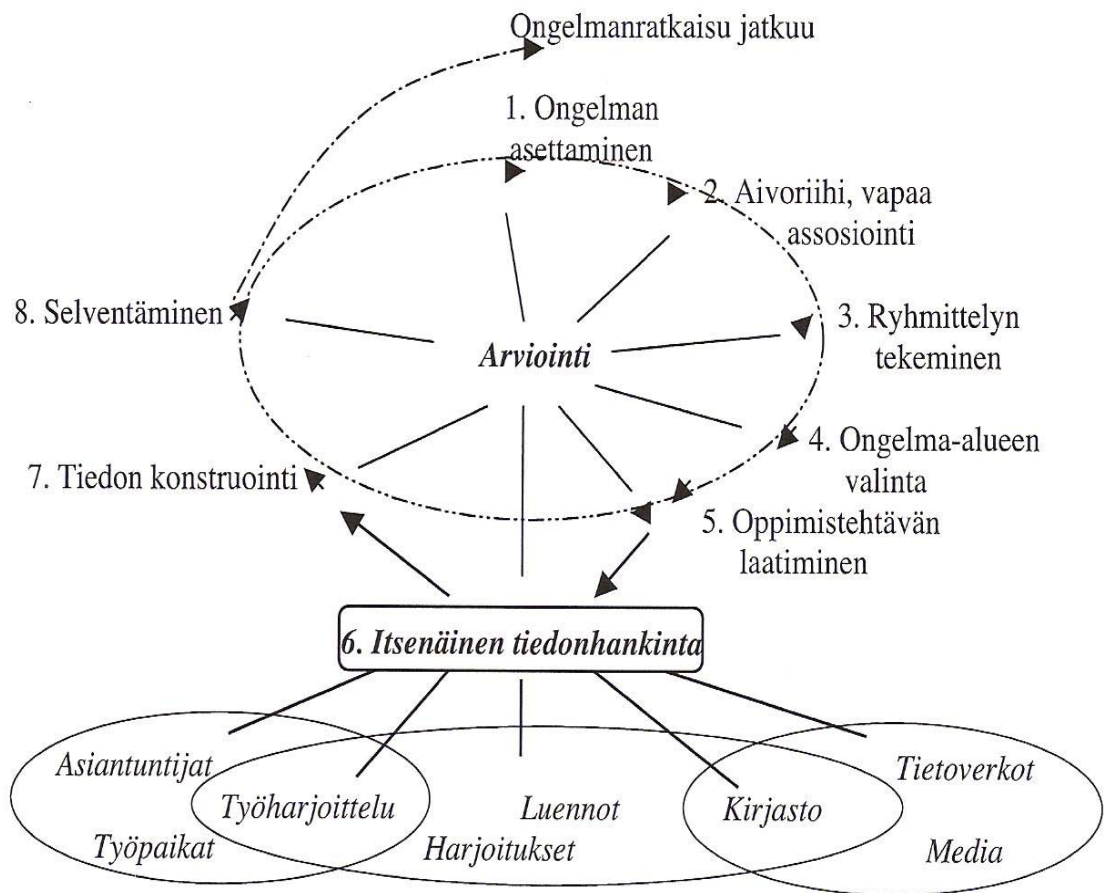 Ongelmanratkaisu jatkuu
1. Ongelman
asettaminen
2. Aivoriihi, vapaa
assosiointi
3. Ryhmittelyn
tekeminen
4. Ongelma-alueen
valinta
5. Oppimistehtävän
laatiminen
6. Itsenäinen tiedonhankinta
7. Tiedon konstruointi
8. Selventäminen
Arviointi
Asiantuntijat
Työpaikat
Työharjoittelu
Luennot
Harjoitukset
Kirjasto
Tietoverkot
Media